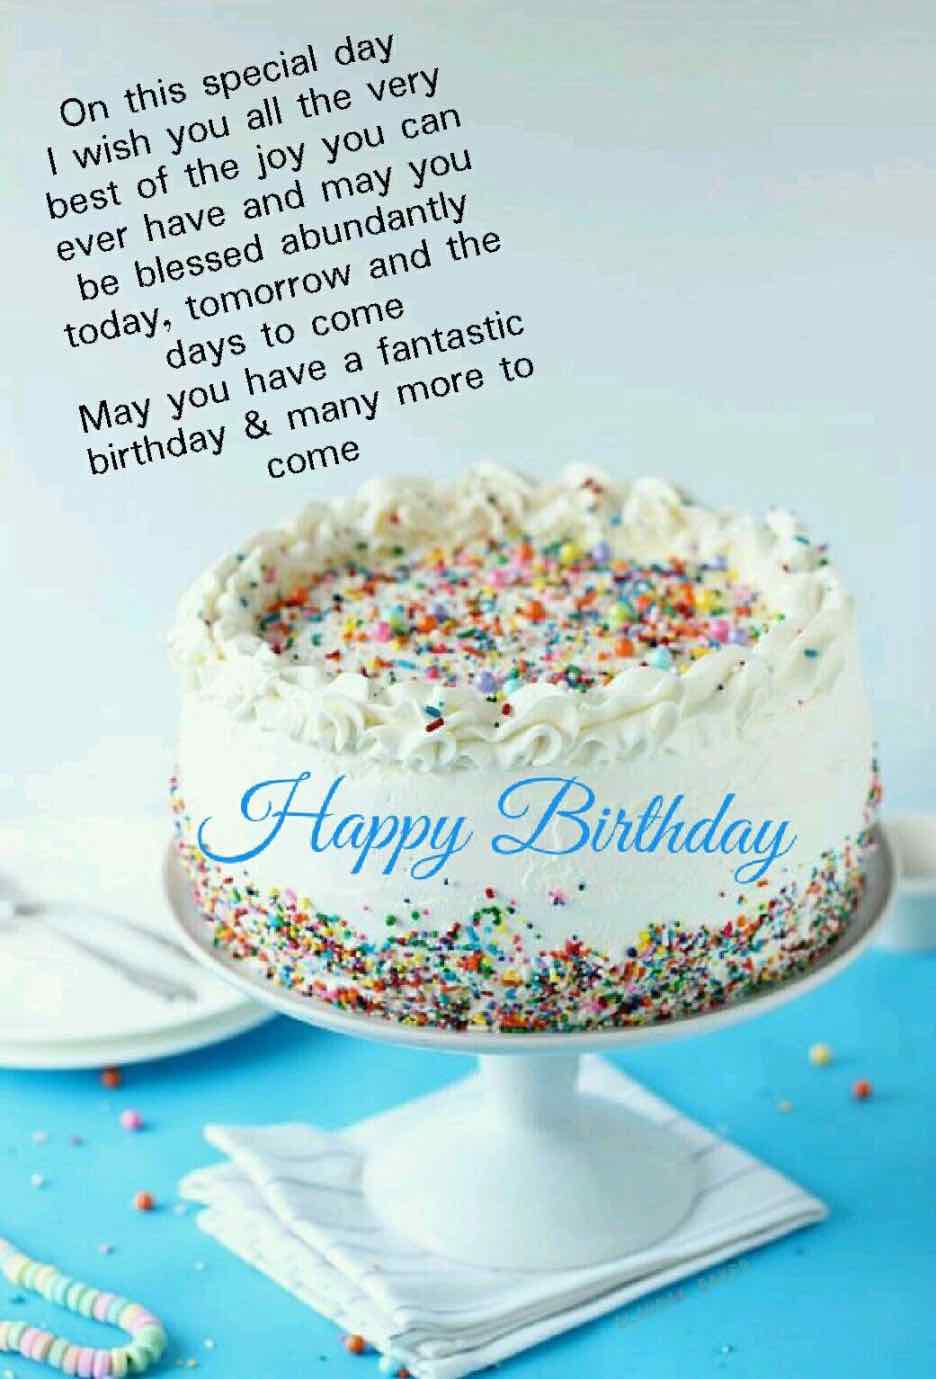 On this special day
I wish you all the very
best of the joy you can
ever have and may you
be blessed abundantly
today, tomorrow and the
days to come
May you have a fantastic
birthday & many more to
come
Happy Birthday